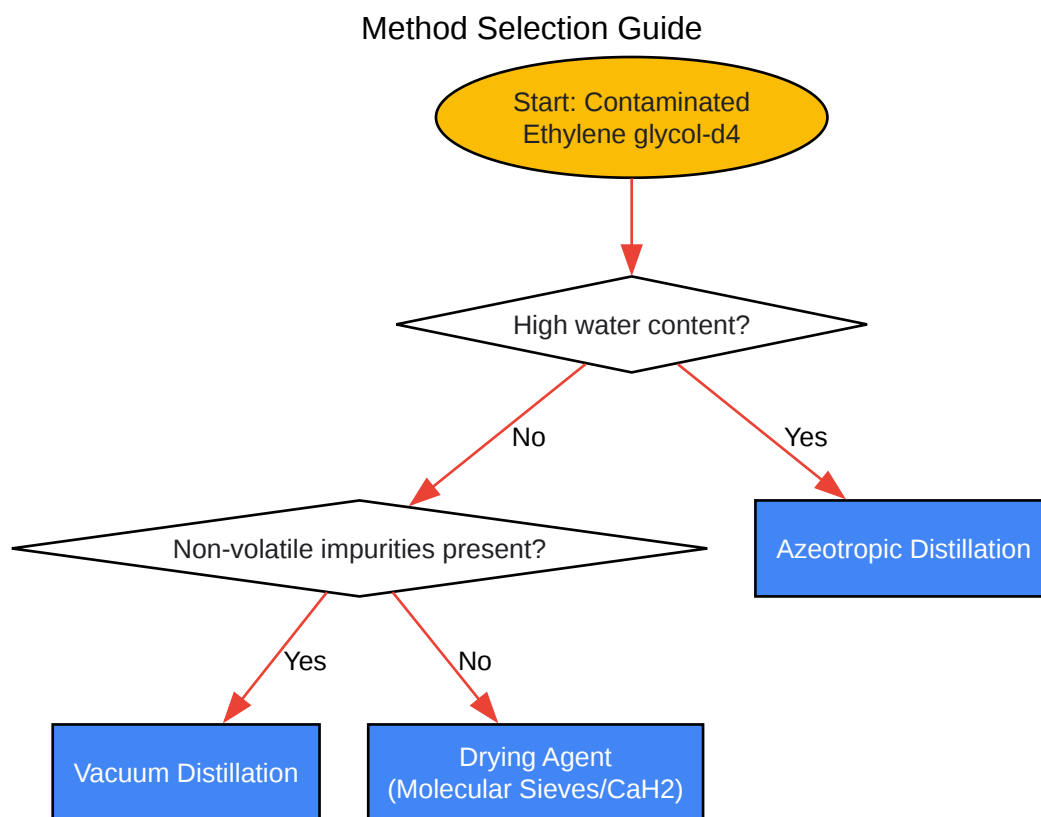 Method Selection Guide
Start: Contaminated
Ethylene glycol-d4
High water content?
No
Yes
Non-volatile impurities present?
Azeotropic Distillation
Yes
No
Vacuum Distillation
Drying Agent
(Molecular Sieves/CaH2)